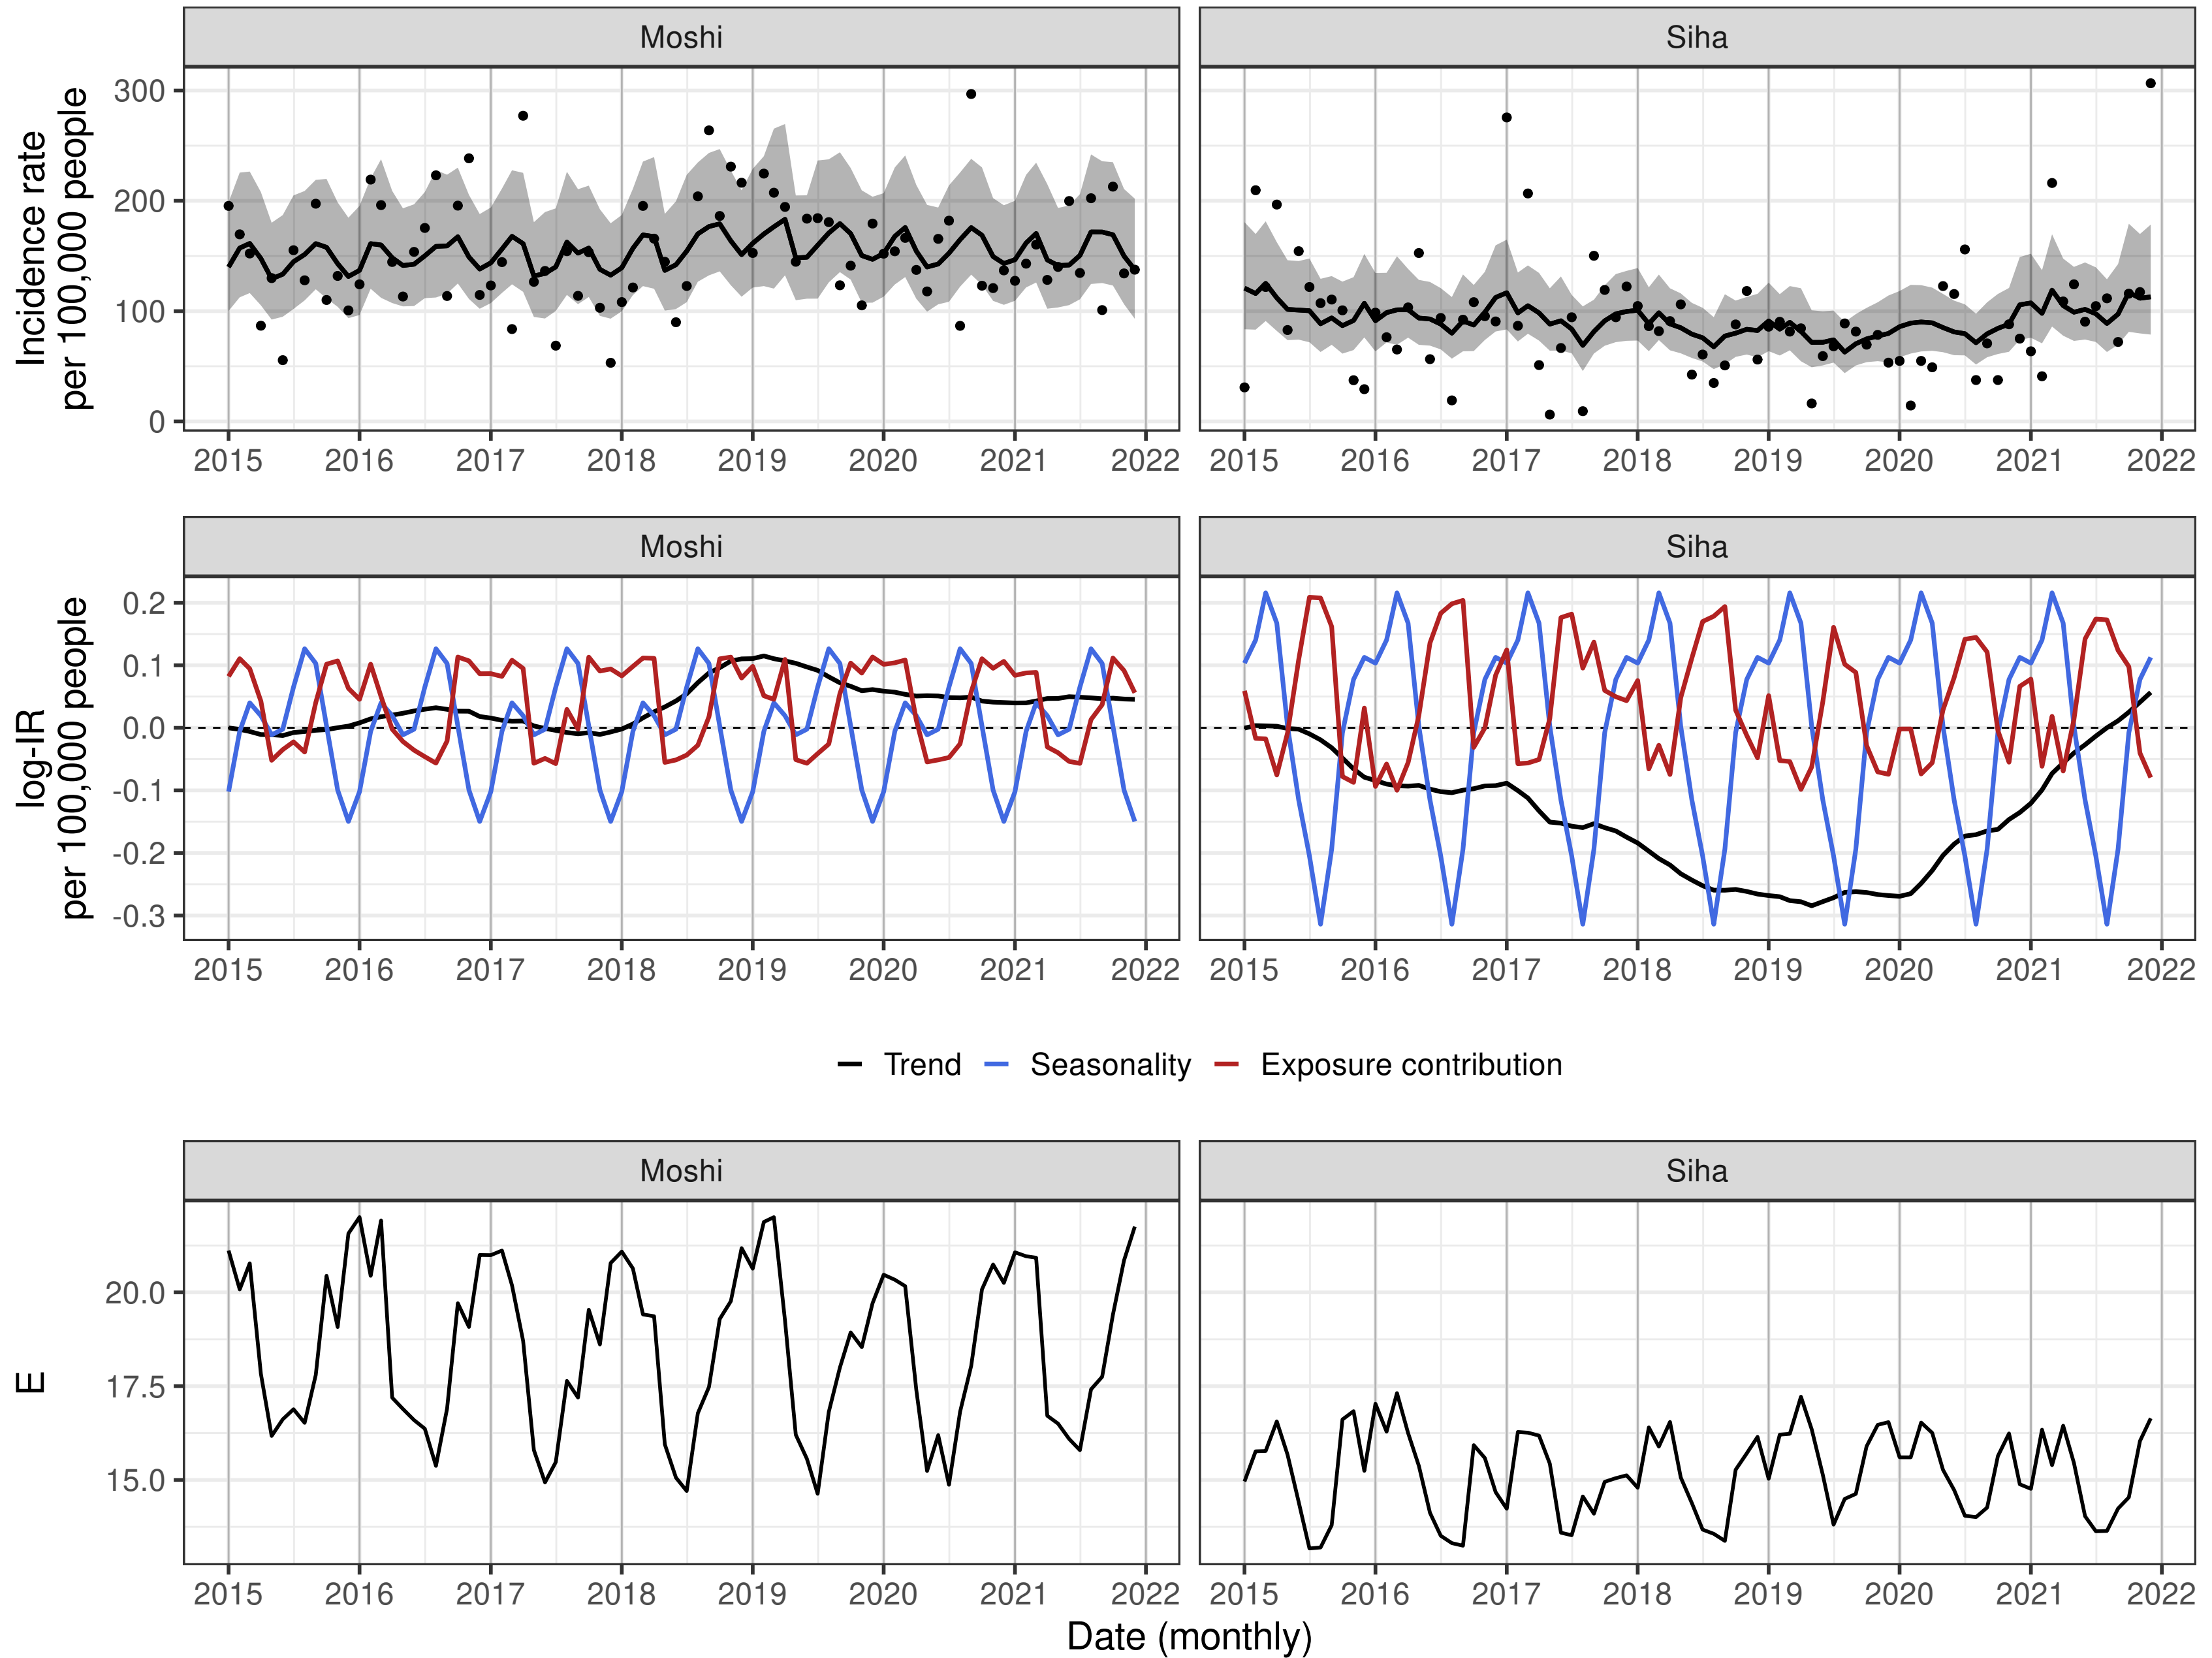 Moshi Siha
Incidence rate
per 100,000 people
300
200
100
0
2015 2016 2017 2018 2019 2020 2021 2022 2015 2016 2017 2018 2019 2020 2021 2022
Moshi Siha
log-IR
per 100,000 people
0.2
0.1
0.0
-0.1
-0.2
-0.3
2015 2016 2017 2018 2019 2020 2021 2022 2015 2016 2017 2018 2019 2020 2021 2022
Trend Seasonality Exposure contribution
Moshi Siha
E
20.0
17.5
15.0
2015 2016 2017 2018 2019 2020 2021 2022 2015 2016 2017 2018 2019 2020 2021 2022
Date (monthly)